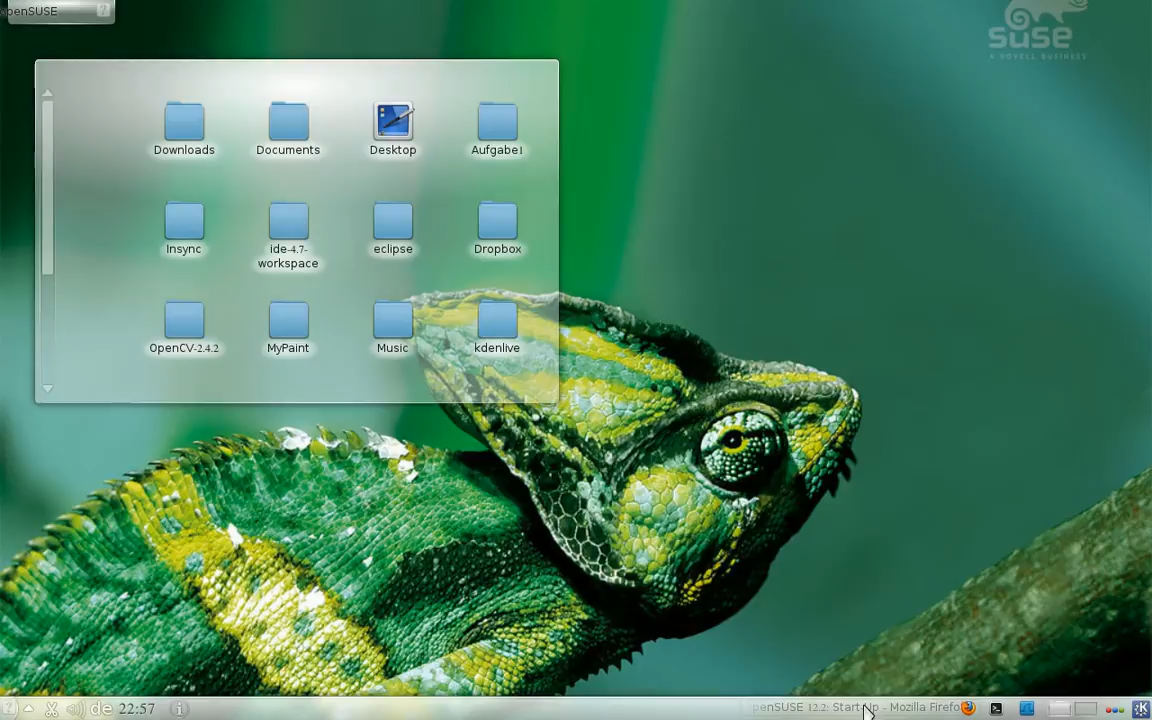 penSUSE
suse
A NOVELL BUSINESS
Downloads
Documents
Desktop
Aufgabe1
Insync
ide-4.7-
workspace
eclipse
Dropbox
OpenCV-2.4.2
MyPaint
Music
kdenlive
de 22:57
penSUSE 12.2: Start Up - Mozilla Firefo